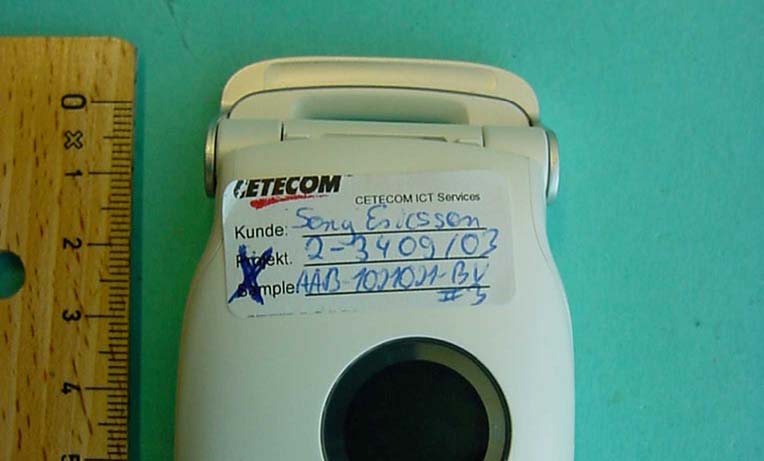 CETECOM
CETECOM ICT Services
Kunde: Sony Ericsson
Projekt. 2-3409/03
Sample: AAB-1021021-BV
#3
0
1
2
3
4
5